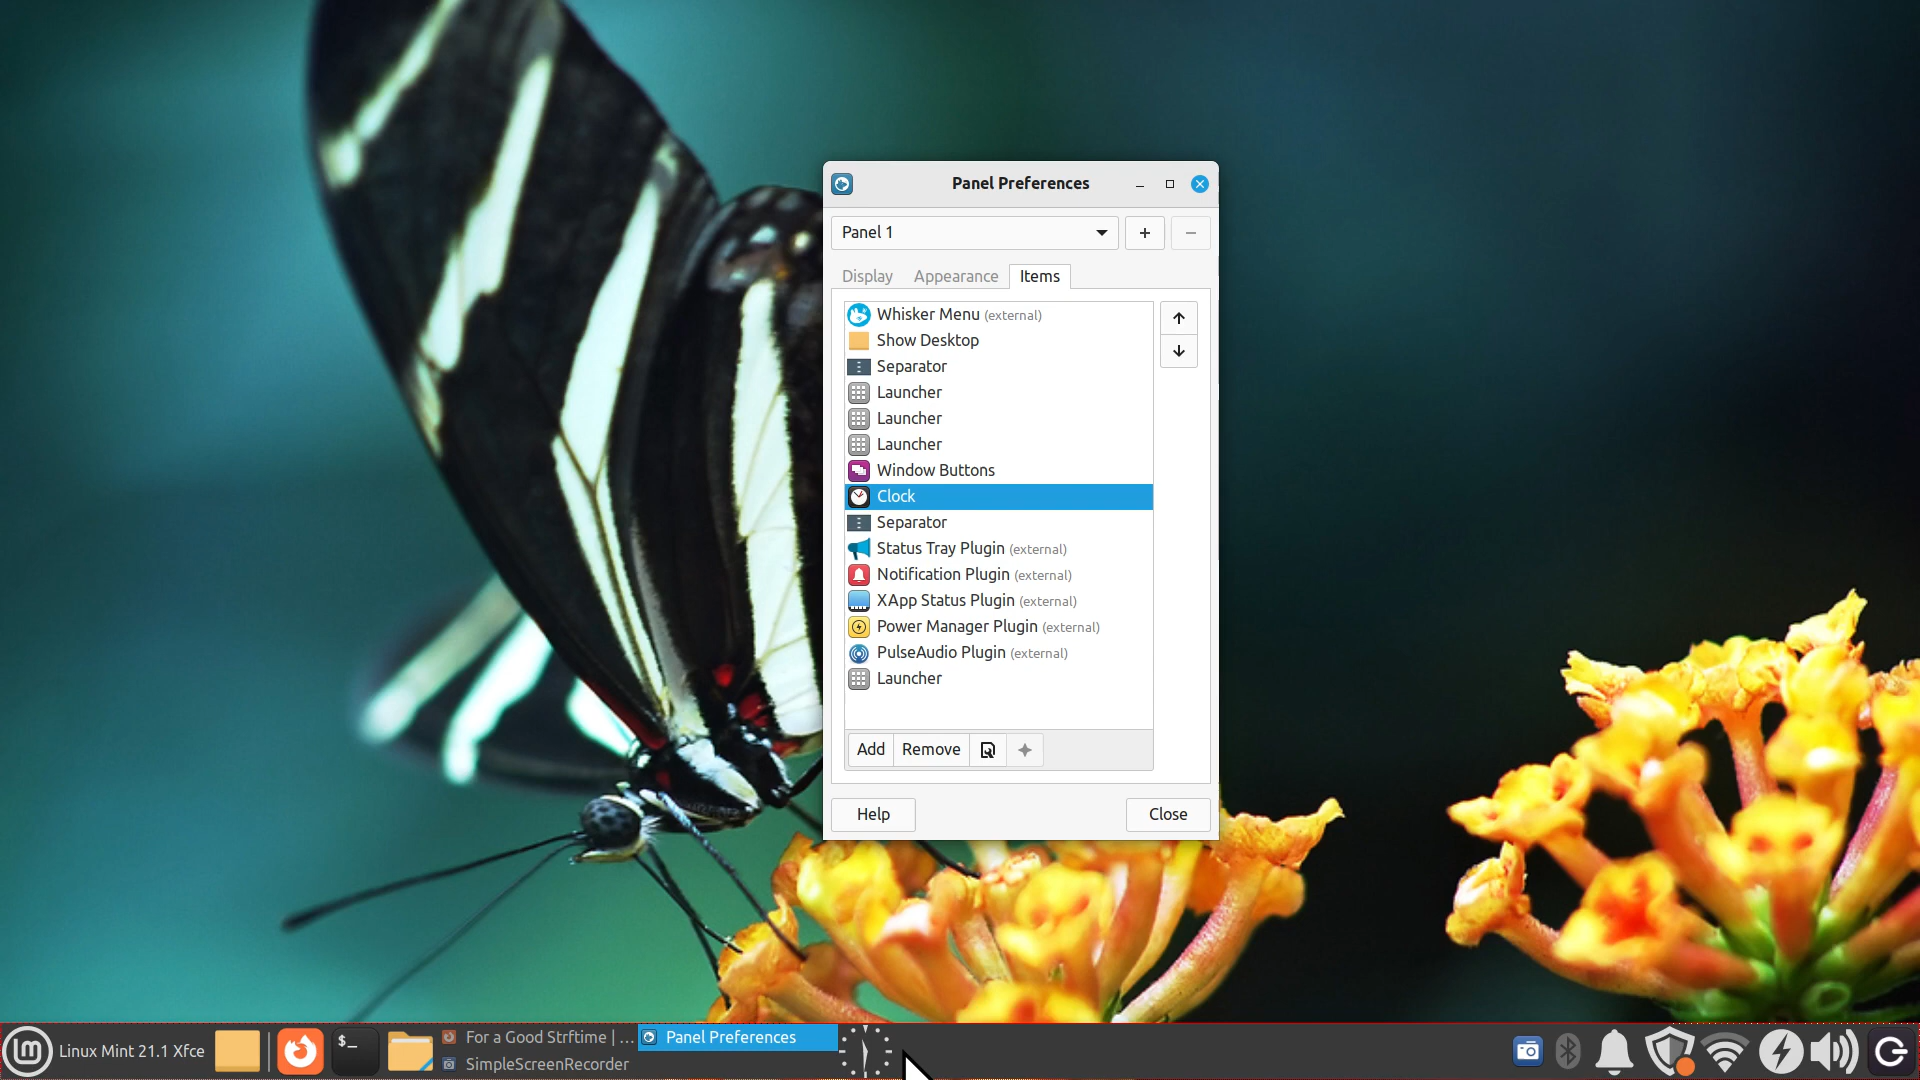 Panel Preferences
Panel 1
Display Appearance Items
Whisker Menu (external)
Show Desktop
Separator
Launcher
Launcher
Launcher
Window Buttons
Clock
Separator
Status Tray Plugin (external)
Notification Plugin (external)
XApp Status Plugin (external)
Power Manager Plugin (external)
PulseAudio Plugin (external)
Launcher
Add Remove
Help Close
Linux Mint 21.1 Xfce
$_
For a Good Strftime | ...
Panel Preferences
SimpleScreenRecorder